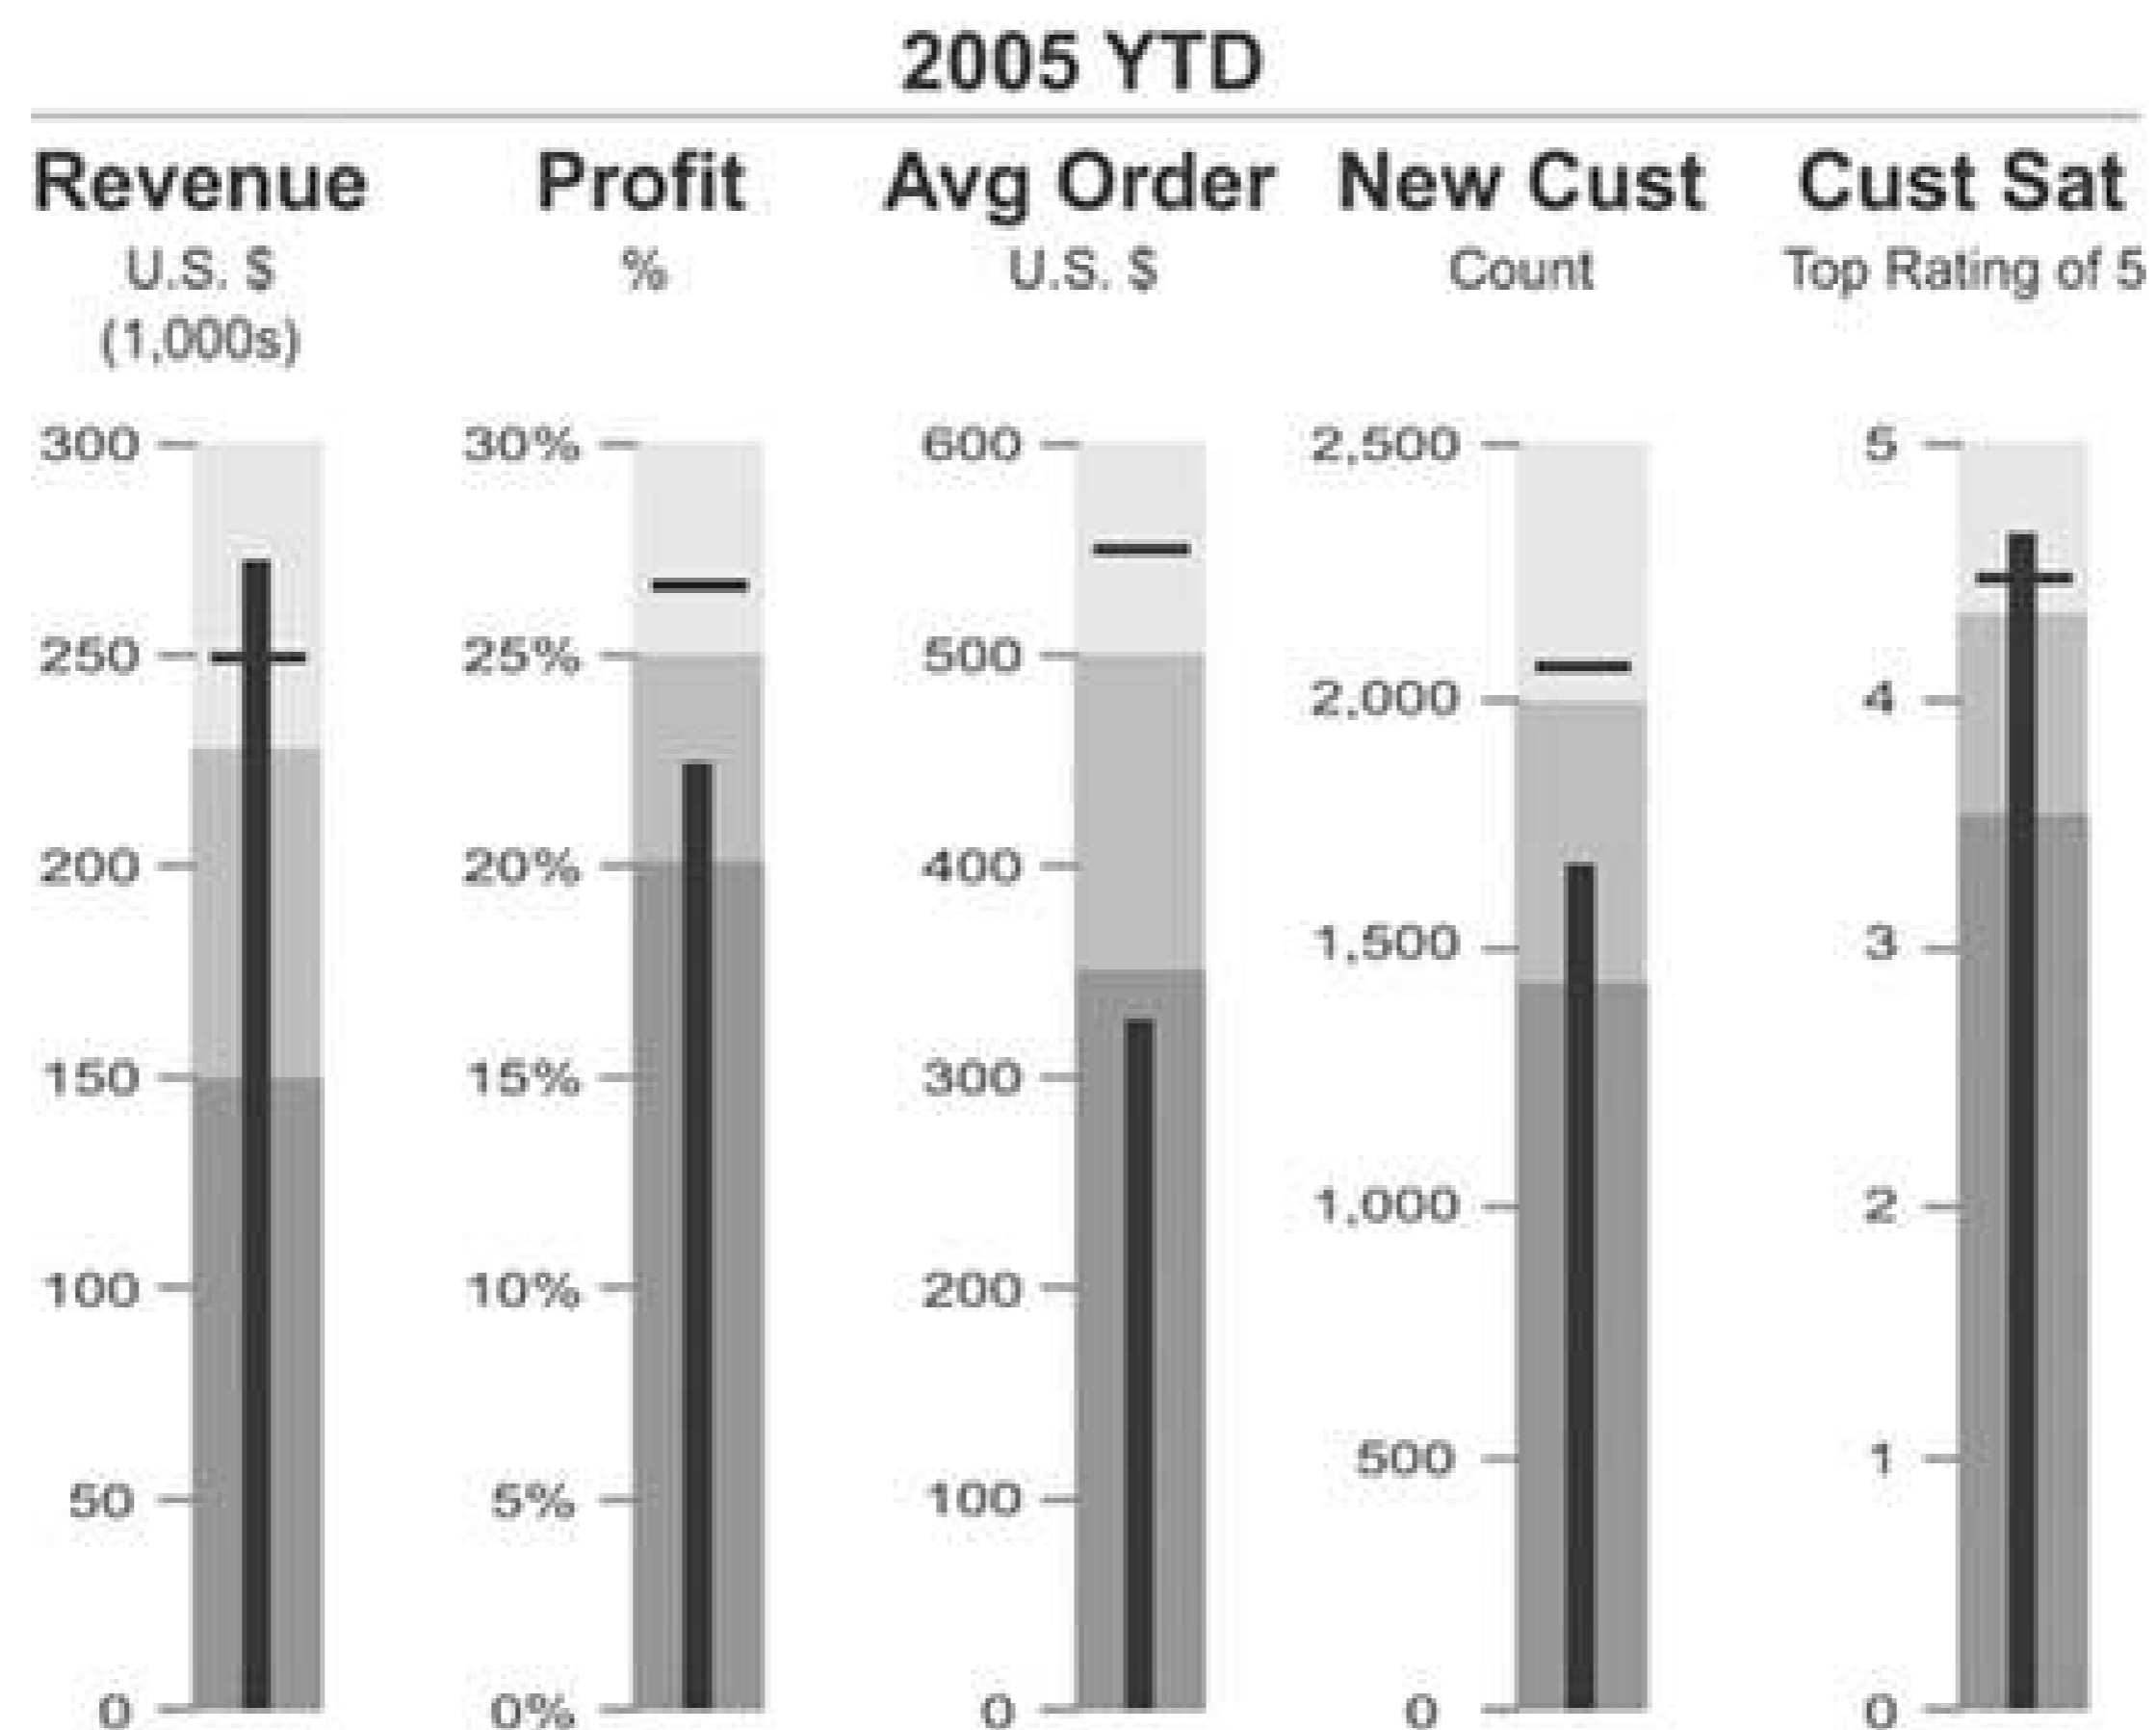 2005 YTD
Revenue Profit Avg Order New Cust Cust Sat
U.S. $ % U.S. $ Count Top Rating of 5
(1,000s)
300 30% 600 2,500 5
250 25% 500
2,000 4
200 20% 400
1,500 3
150 15% 300
1,000 2
100 10% 200
500 1
50 5% 100
0 0% 0 0 0